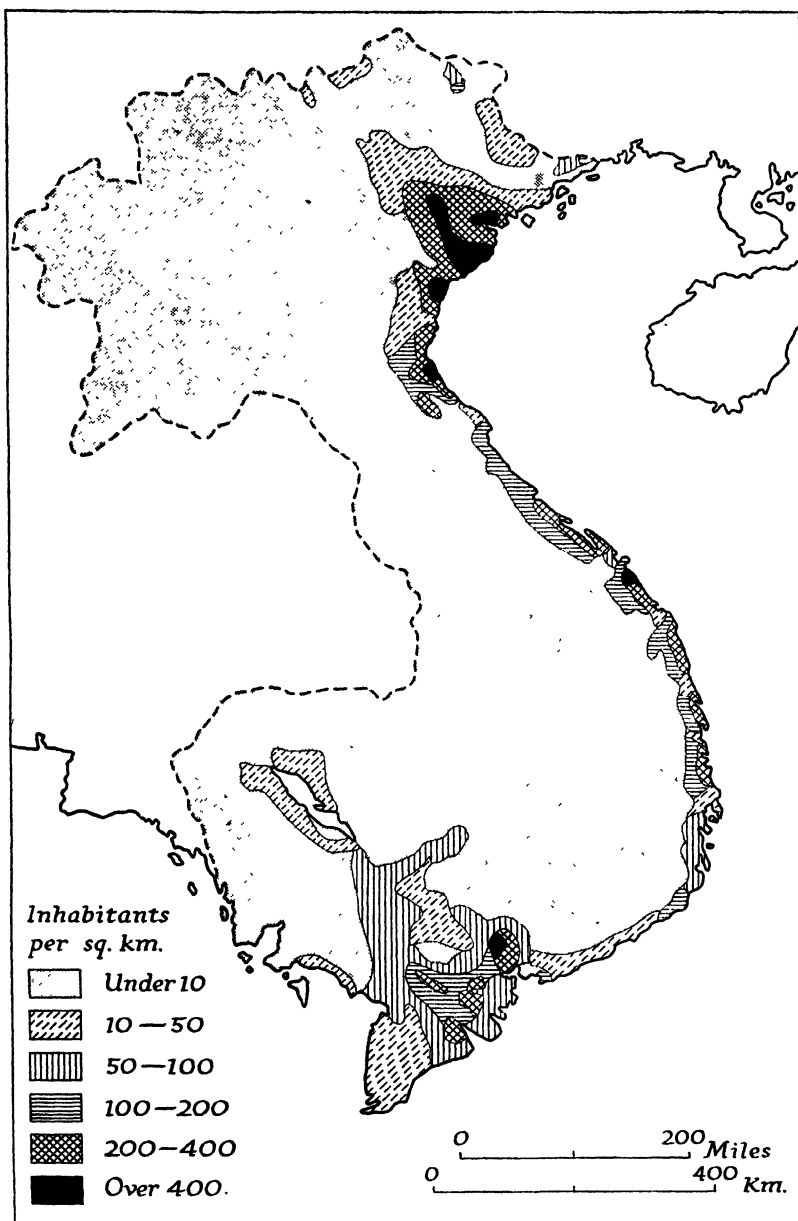 Inhabitants
per sq. km.
Under 10
10—50
50—100
100—200
200—400
Over 400.
0 200 Miles
0 400 Km.